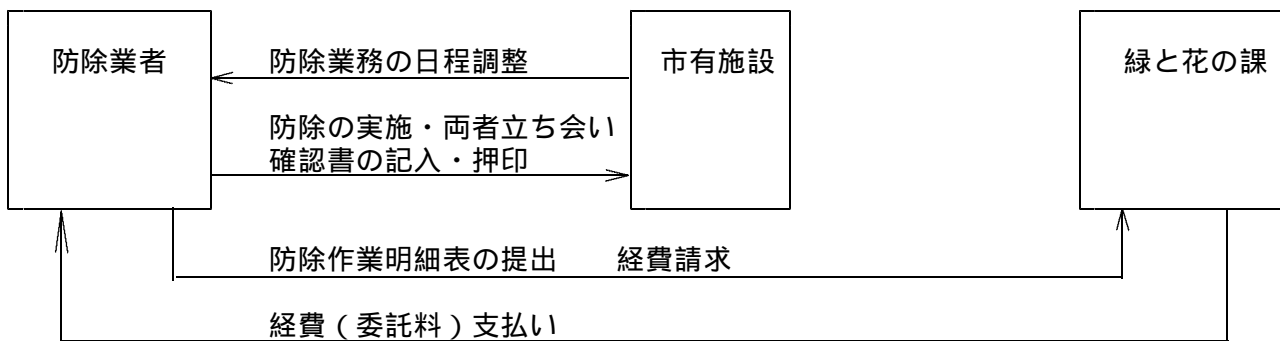 防除業者
防除業務の日程調整
市有施設
緑と花の課
防除の実施・両者立ち会い
確認書の記入・押印
防除作業明細表の提出　　経費請求
経費(委託料)支払い